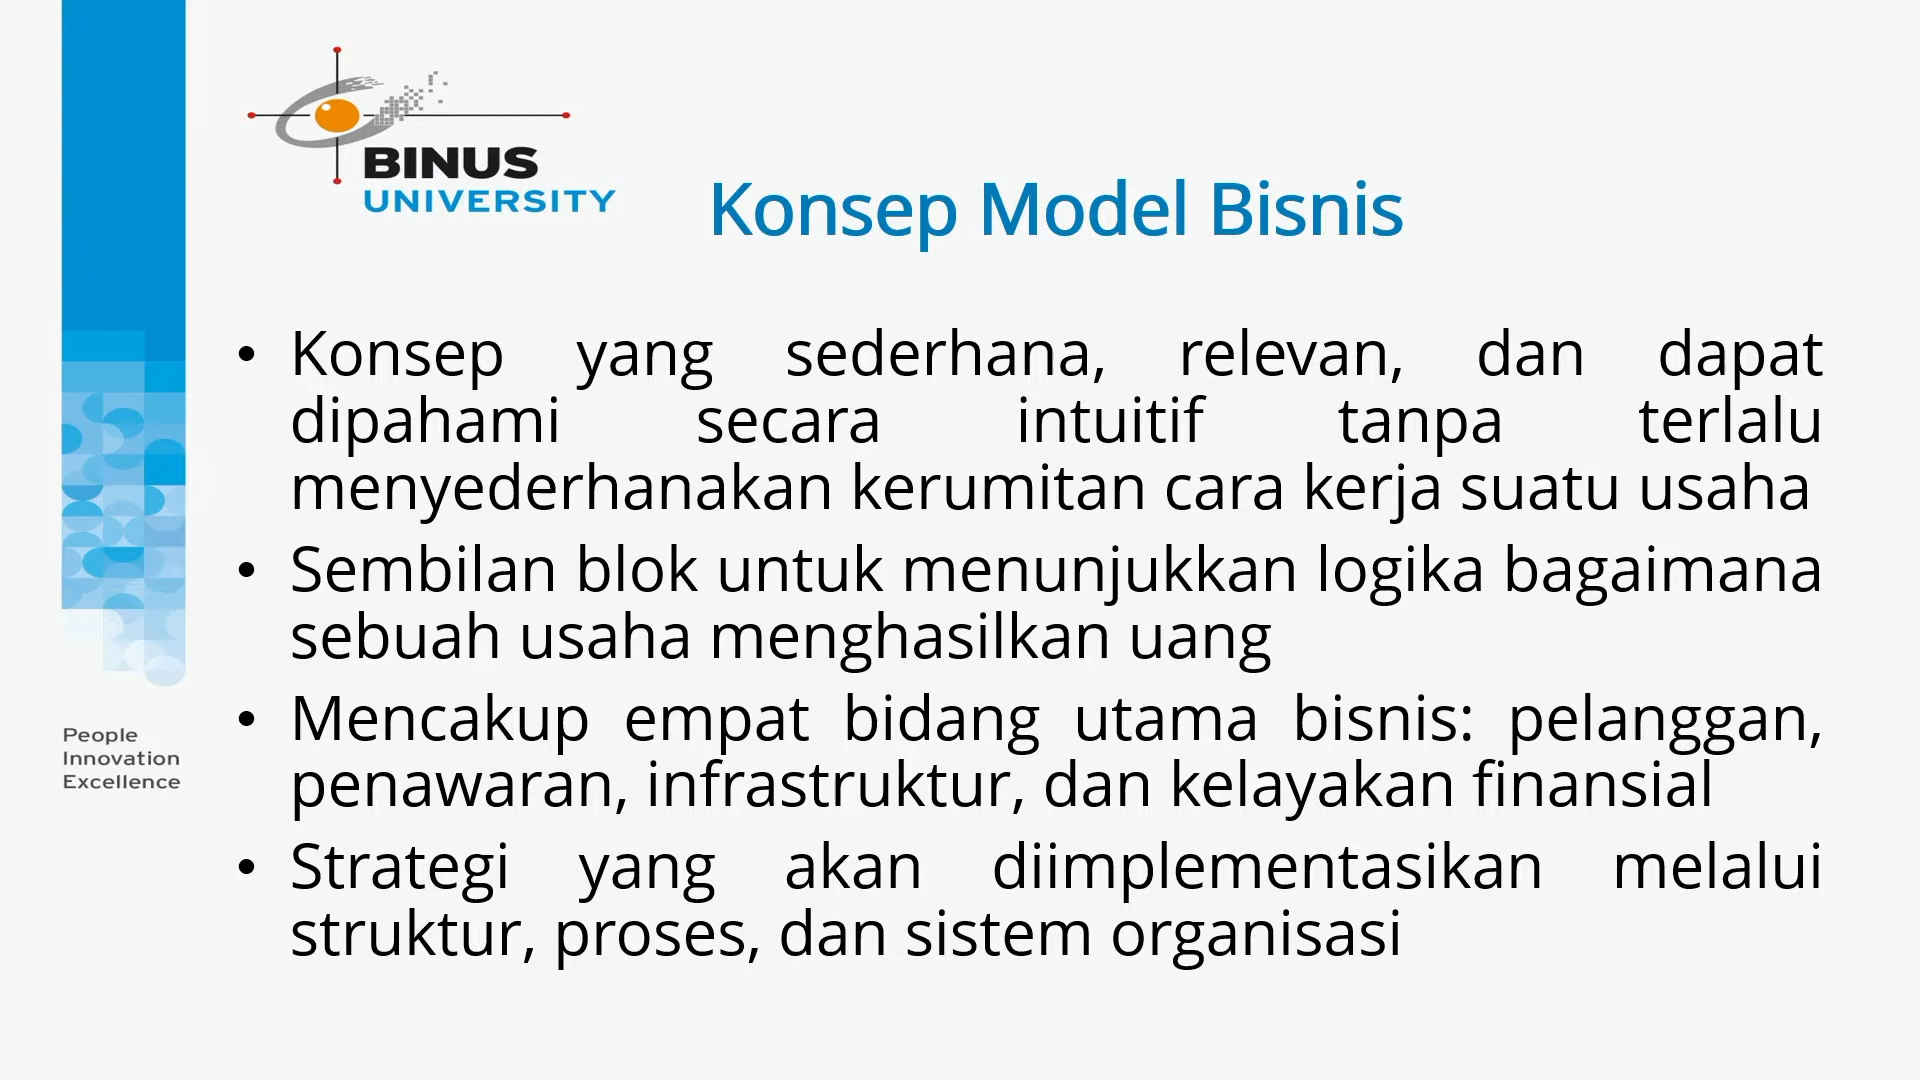 BINUS
UNIVERSITY
Konsep Model Bisnis
• Konsep yang sederhana, relevan, dan dapat
dipahami secara intuitif tanpa terlalu
menyederhanakan kerumitan cara kerja suatu usaha
• Sembilan blok untuk menunjukkan logika bagaimana
sebuah usaha menghasilkan uang
• Mencakup empat bidang utama bisnis: pelanggan,
penawaran, infrastruktur, dan kelayakan finansial
• Strategi yang akan diimplementasikan melalui
struktur, proses, dan sistem organisasi
People
Innovation
Excellence